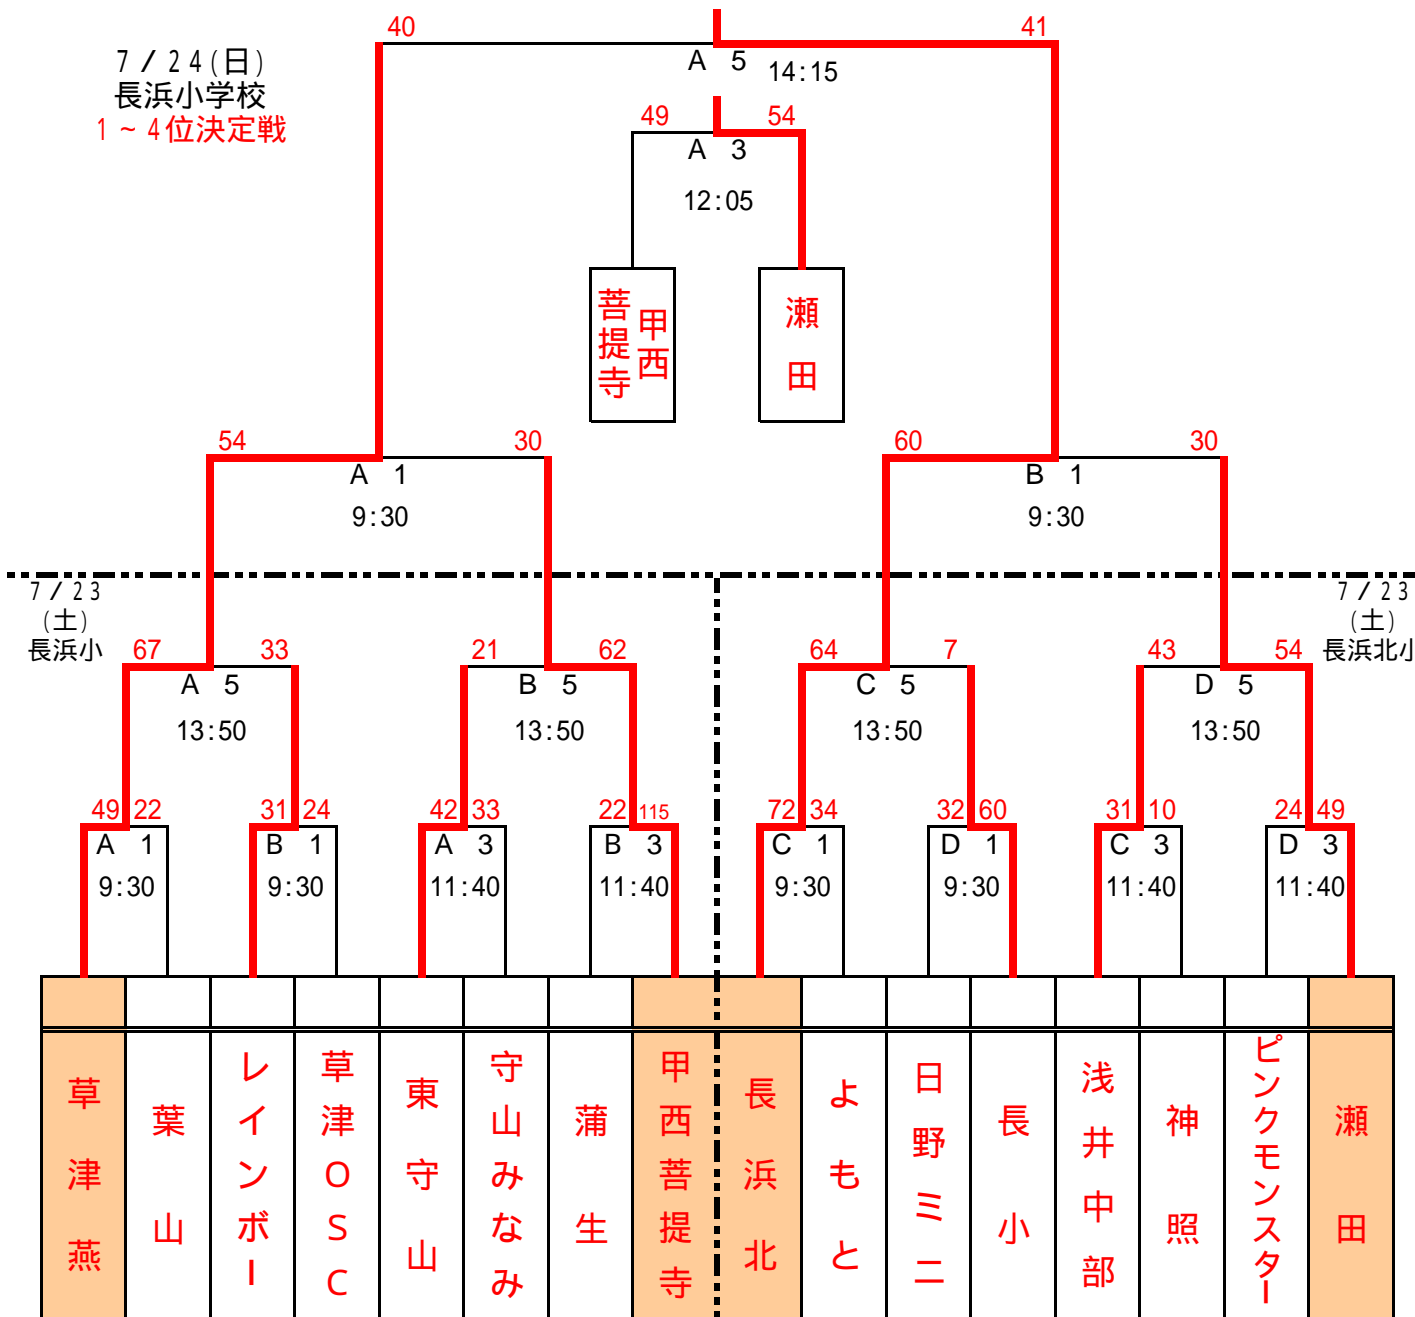 40
41
7/24(日)
長浜小学校
1~4位決定戦
A 5
14:15
49
54
A 3
12:05
甲西
菩提寺
瀬田
54
30
60
30
A 1
B 1
9:30
9:30
7/23
(土)
長浜小
7/23
(土)
長浜北小
67
33
21
62
64
7
43
54
A 5
B 5
C 5
D 5
13:50
13:50
13:50
13:50
49
22
31
24
42
33
22
115
72
34
32
60
31
10
24
49
A 1
B 1
A 3
B 3
C 1
D 1
C 3
D 3
9:30
9:30
11:40
11:40
9:30
9:30
11:40
11:40
草津燕
葉山
レインボー
草津OSC
東守山
守山みなみ
蒲生
甲西菩提寺
長浜北
よもと
日野ミニ
長小
浅井中部
神照
ピンクモンスター
瀬田